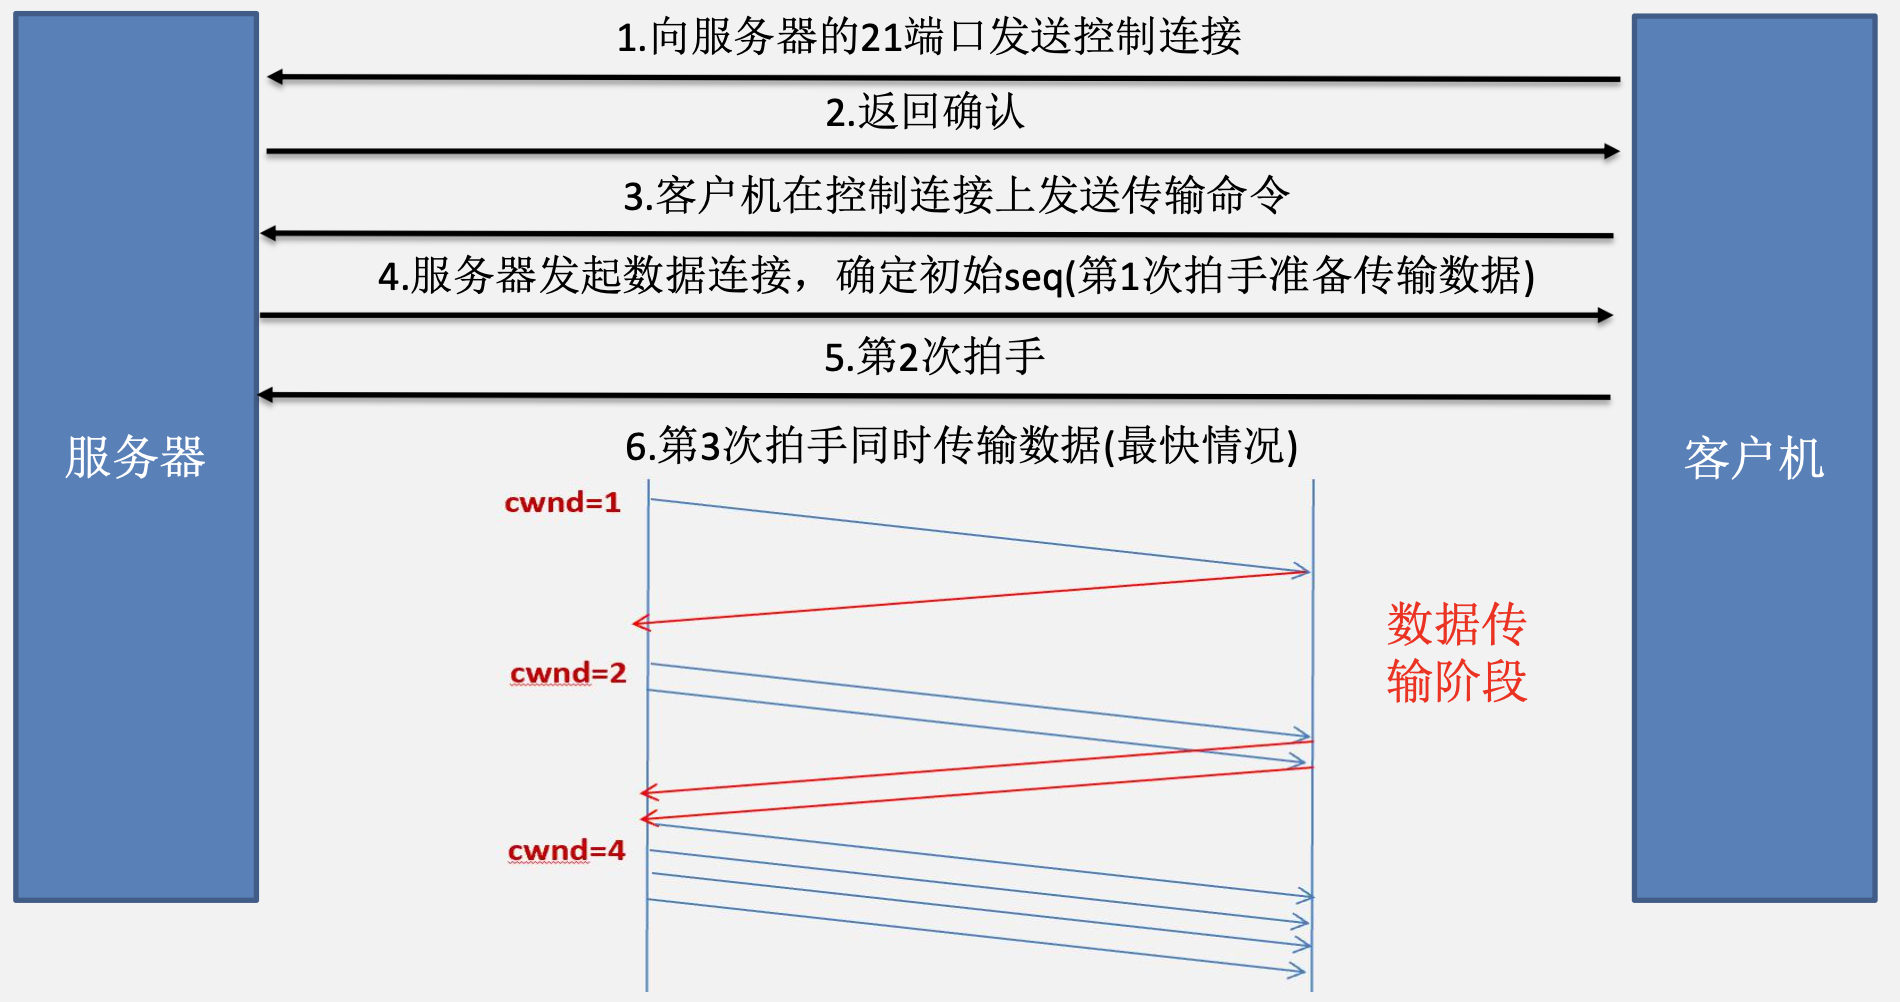 1.向服务器的21端口发送控制连接
2.返回确认
3.客户机在控制连接上发送传输命令
4.服务器发起数据连接，确定初始seq(第1次拍手准备传输数据)
5.第2次拍手
服务器
客户机
6.第3次拍手同时传输数据(最快情况)
cwnd=1
数据传
输阶段
cwnd=2
cwnd=4